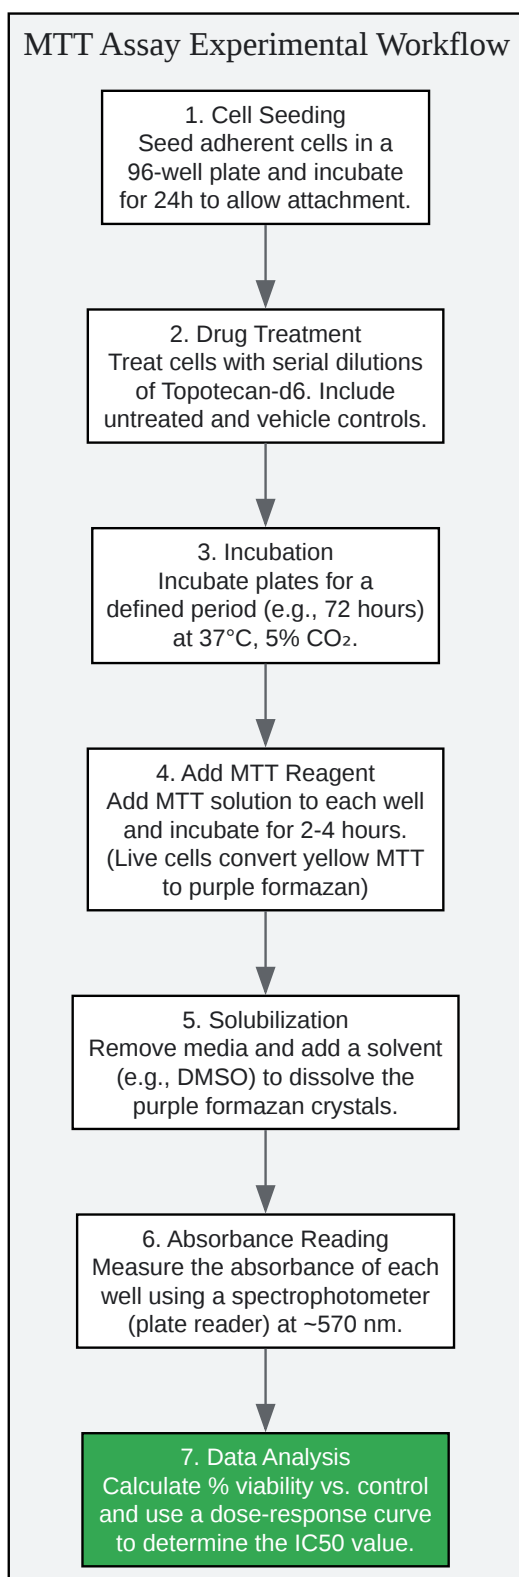 MTT Assay Experimental Workflow
1. Cell Seeding
Seed adherent cells in a
96-well plate and incubate
for 24h to allow attachment.
2. Drug Treatment
Treat cells with serial dilutions
of Topotecan-d6. Include
untreated and vehicle controls.
3. Incubation
Incubate plates for a
defined period (e.g., 72 hours)
at 37°C, 5% CO₂.
4. Add MTT Reagent
Add MTT solution to each well
and incubate for 2-4 hours.
(Live cells convert yellow MTT
to purple formazan)
5. Solubilization
Remove media and add a solvent
(e.g., DMSO) to dissolve the
purple formazan crystals.
6. Absorbance Reading
Measure the absorbance of each
well using a spectrophotometer
(plate reader) at ~570 nm.
7. Data Analysis
Calculate % viability vs. control
and use a dose-response curve
to determine the IC50 value.